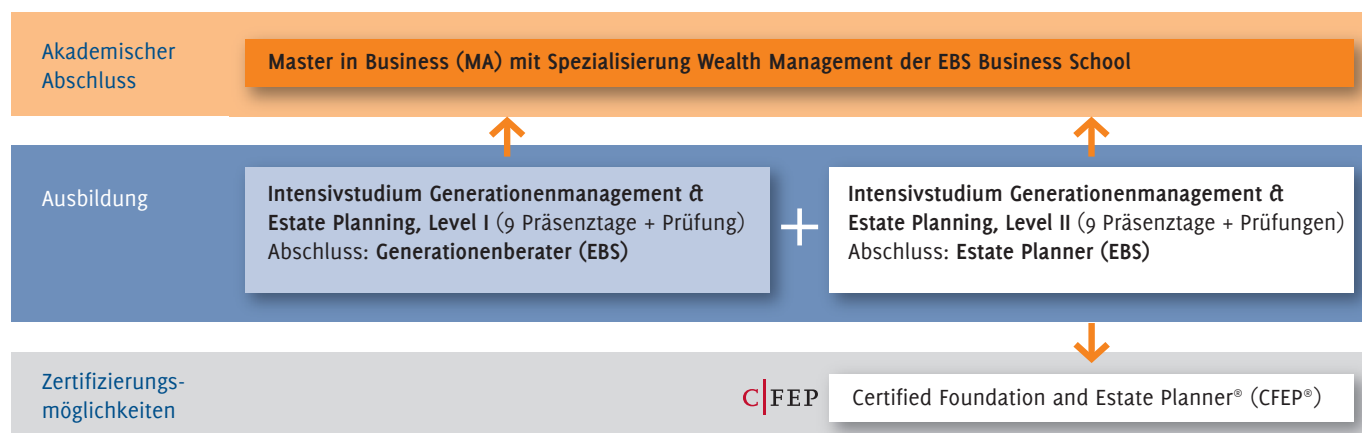 Akademischer
Abschluss
Master in Business (MA) mit Spezialisierung Wealth Management der EBS Business School
Ausbildung
Intensivstudium Generationenmanagement &
Estate Planning, Level I (9 Präsenztage + Prüfung)
Abschluss: Generationenberater (EBS)
+
Intensivstudium Generationenmanagement &
Estate Planning, Level II (9 Präsenztage + Prüfungen)
Abschluss: Estate Planner (EBS)
Zertifizierungs-
möglichkeiten
C|FEP
Certified Foundation and Estate Planner® (CFEP®)